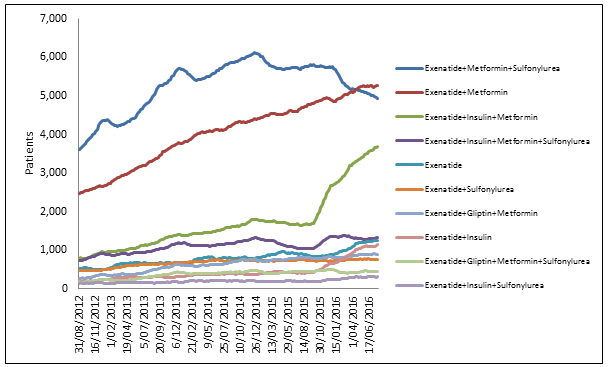 7,000
6,000
5,000
4,000
3,000
2,000
1,000
0
Patients
31/08/2012
16/11/2012
1/02/2013
19/04/2013
5/07/2013
20/09/2013
6/12/2013
21/02/2014
9/05/2014
25/07/2014
10/10/2014
26/12/2014
13/03/2015
29/05/2015
14/08/2015
30/10/2015
15/01/2016
1/04/2016
17/06/2016
Exenatide+Metformin+Sulfonylurea
Exenatide+Metformin
Exenatide+Insulin+Metformin
Exenatide+Insulin+Metformin+Sulfonylurea
Exenatide
Exenatide+Sulfonylurea
Exenatide+Gliptin+Metformin
Exenatide+Insulin
Exenatide+Gliptin+Metformin+Sulfonylurea
Exenatide+Insulin+Sulfonylurea